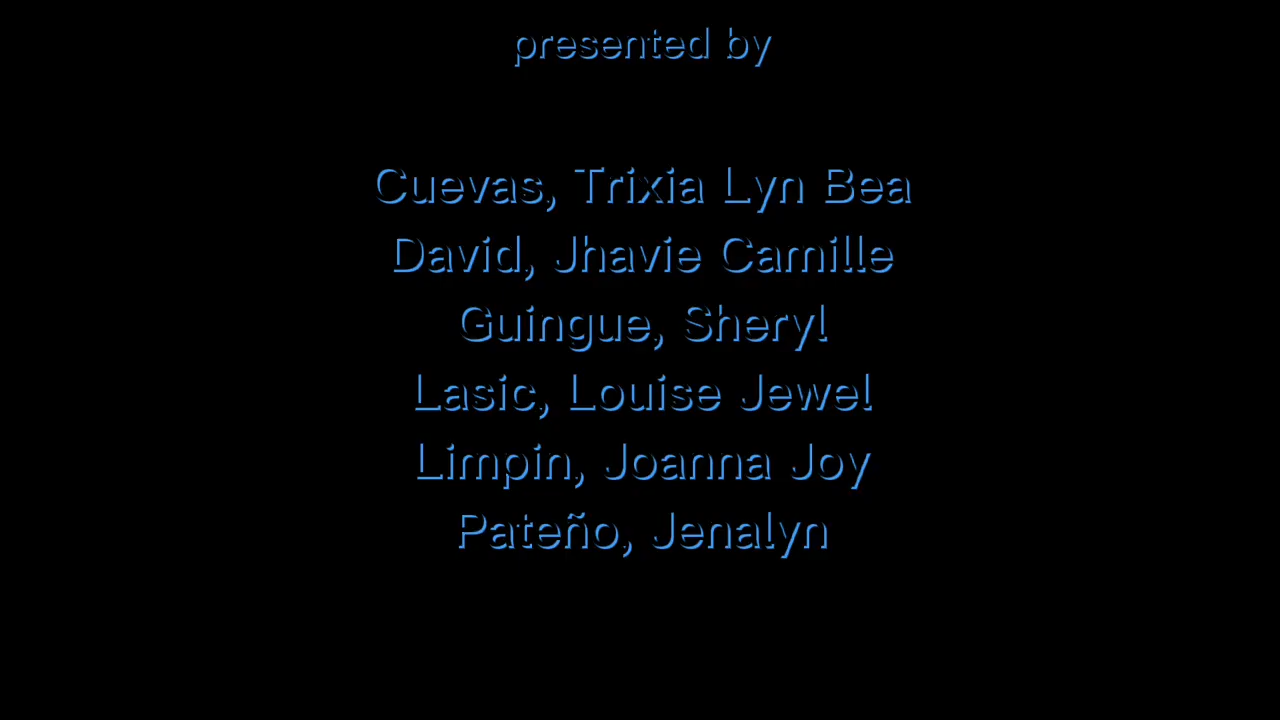 presented by
Cuevas, Trixia Lyn Bea
David, Jhavie Camille
Guingue, Sheryl
Lasic, Louise Jewel
Limpin, Joanna Joy
Pateño, Jenalyn